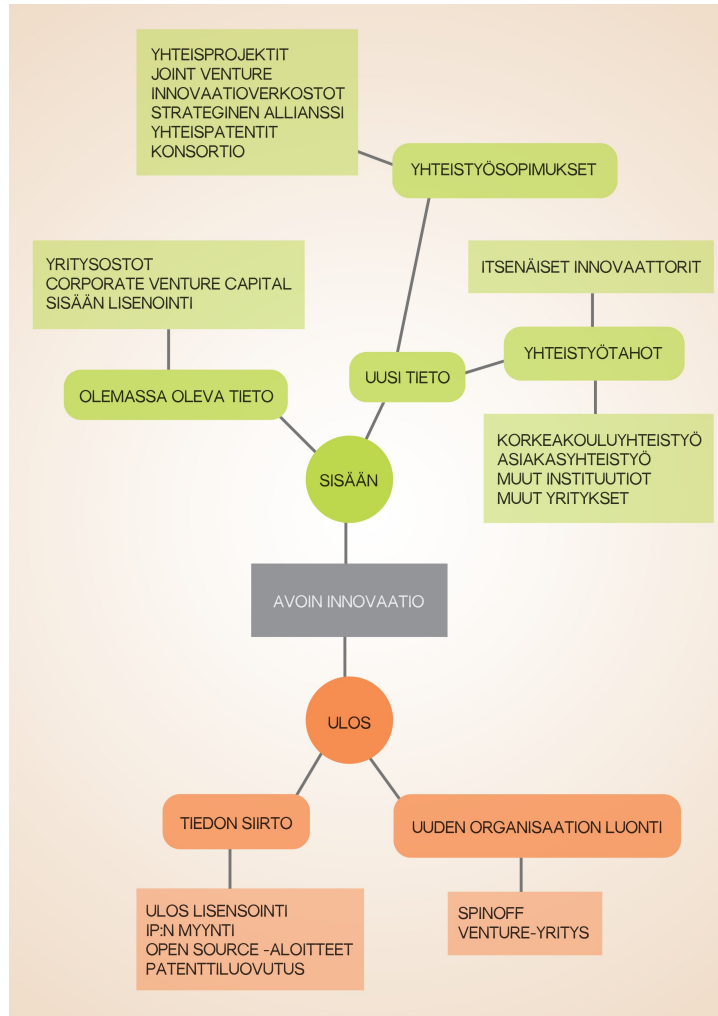 YHTEISPROJEKTIT
JOINT VENTURE
INNOVAATIOVERKOSTOT
STRATEGINEN ALLIANSSI
YHTEISPATENTIT
KONSORTIO
YHTEISTYÖSOPIMUKSET
YRITYSOSTOT
CORPORATE VENTURE CAPITAL
SISÄÄN LISENOINTI
ITSENÄISET INNOVAATTORIT
YHTEISTYÖTAHOT
UUSI TIETO
OLEMASSA OLEVA TIETO
KORKEAKOULUYHTEISTYÖ
ASIAKASYHTEISTYÖ
MUUT INSTITUUTIOT
MUUT YRITYKSET
SISÄÄN
AVOIN INNOVAATIO
ULOS
TIEDON SIIRTO
UUDEN ORGANISAATION LUONTI
ULOS LISENSOINTI
IP:N MYYNTI
OPEN SOURCE -ALOITTEET
PATENTTILUOVUTUS
SPINOFF
VENTURE-YRITYS